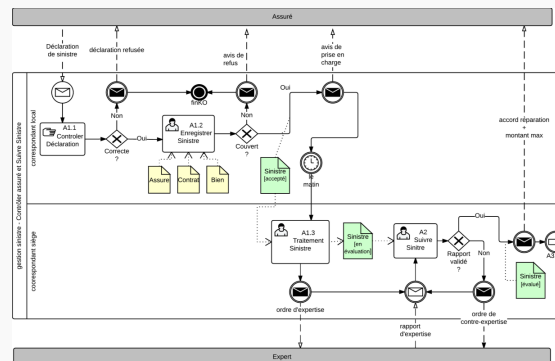 Assuré
Déclaration
de sinistre
déclaration refusée
avis de
refus
avis de
prise en
charge
accord réparation
+
montant max
gestion sinistre - Contrôler assuré et Suivre Sinistre
correspondant local
A1.1
Controler
Déclaration
Non
Correcte
?
Oui
finKO
A1.2
Enregistrer
Sinistre
Non
Couvert
?
Oui
Assure
Contrat
Bien
Sinistre
[accepté]
le
matin
coorespondant siège
A1.3
Traitement
Sinistre
Sinistre
[en
évaluation]
A2
Suivre
Sinitre
Oui
Rapport
validé
?
Non
A3
Sinistre
[évalué]
ordre d'expertise
rapport
d'expertise
ordre de
contre-expertise
Expert